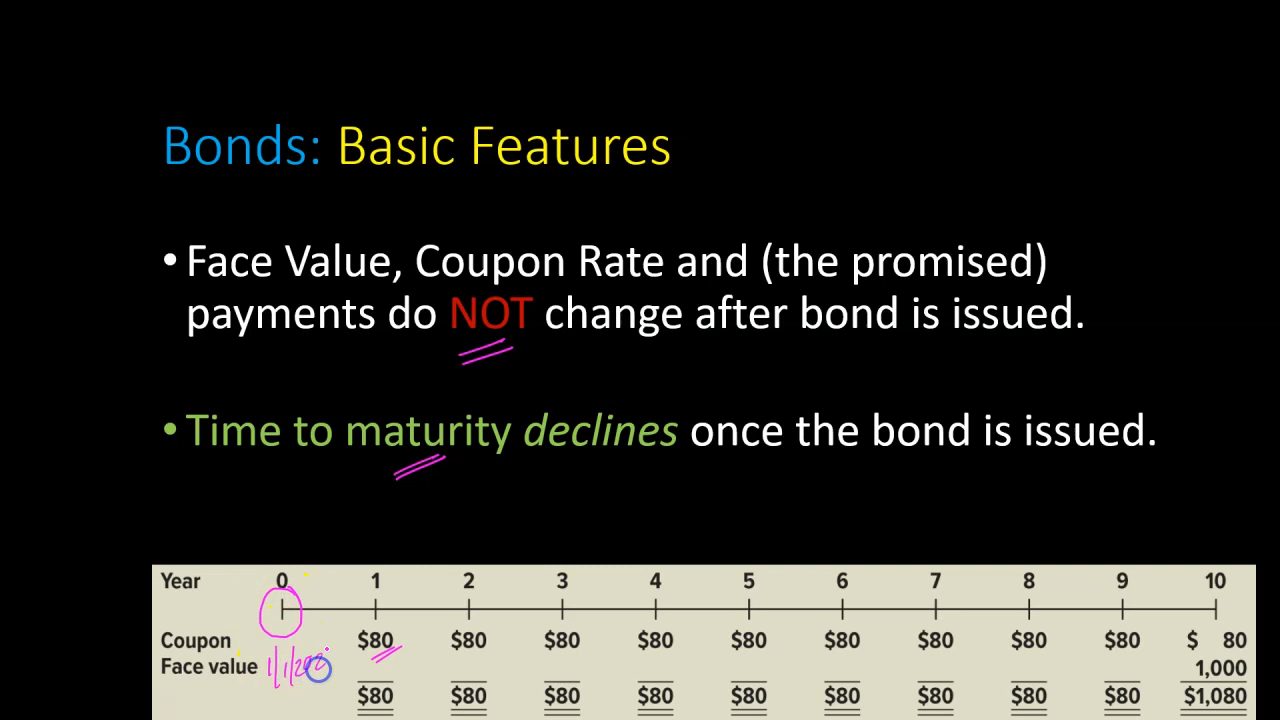 Bonds: Basic Features
•Face Value, Coupon Rate and (the promised)
payments do NOT change after bond is issued.
•Time to maturity declines once the bond is issued.
Year 0 1 2 3 4 5 6 7 8 9 10
Coupon $80 $80 $80 $80 $80 $80 $80 $80 $80 $ 80
Face value 1,000
$80 $80 $80 $80 $80 $80 $80 $80 $80 $1,080